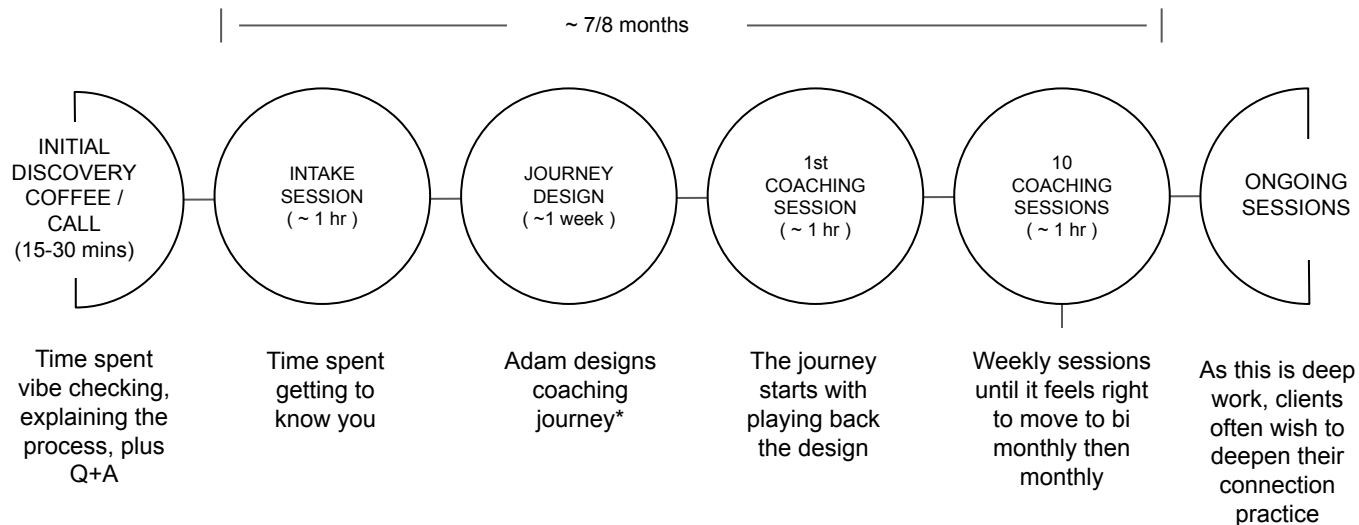 ~ 7/8 months
INITIAL
DISCOVERY
COFFEE /
CALL
(15-30 mins)
INTAKE
SESSION
( ~ 1 hr )
JOURNEY
DESIGN
( ~1 week )
1st
COACHING
SESSION
( ~ 1 hr )
10
COACHING
SESSIONS
( ~ 1 hr )
ONGOING
SESSIONS
Time spent
vibe checking,
explaining the
process, plus
Q+A
Time spent
getting to
know you
Adam designs
coaching
journey*
The journey
starts with
playing back
the design
Weekly sessions
until it feels right
to move to bi
monthly then
monthly
As this is deep
work, clients
often wish to
deepen their
connection
practice